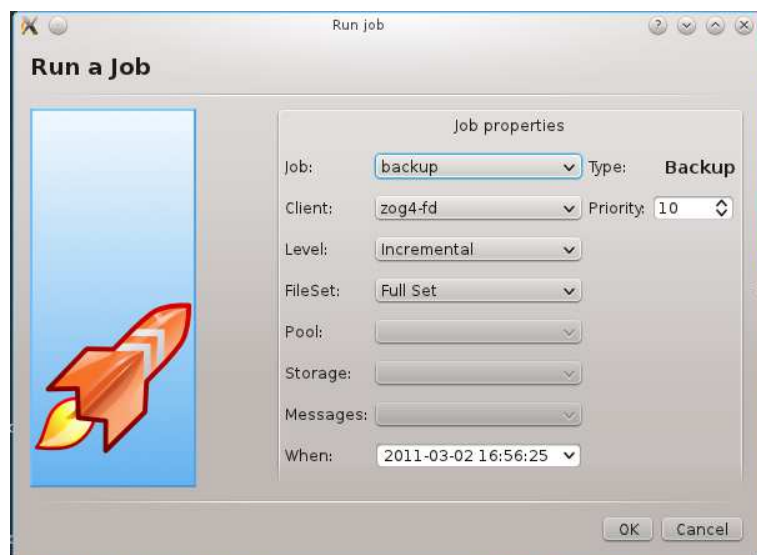 Run job
Run a Job
Job properties
Job: backup Type: Backup
Client: zog4-fd Priority: 10
Level: Incremental
FileSet: Full Set
Pool:
Storage:
Messages:
When: 2011-03-02 16:56:25
OK Cancel